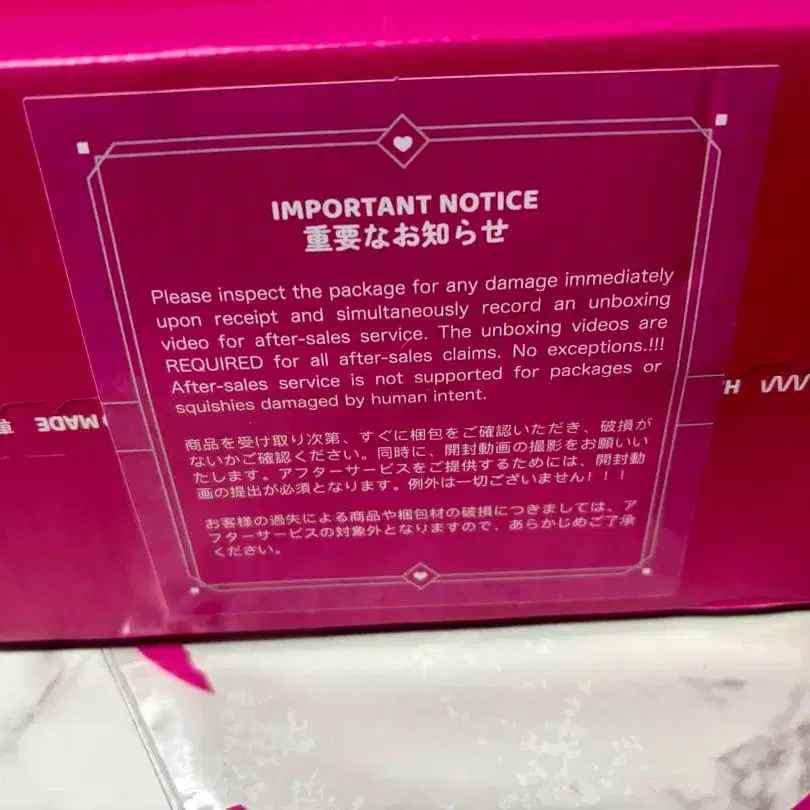 IMPORTANT NOTICE
重要なお知らせ
Please inspect the package for any damage immediately
upon receipt and simultaneously record an unboxing
video for after-sales service. The unboxing videos are
REQUIRED for all after-sales claims. No exceptions.!!!
After-sales service is not supported for packages or
squishies damaged by human intent.
商品を受け取り次第、すぐに梱包をご確認いただき、破損が
ないかご確認ください。同時に、開封動画の撮影をお願いい
たします。アフターサービスをご提供するためには、開封動
画の提出が必須となります。例外は一切ございません！！！
お客様の過失による商品や梱包材の破損につきましては、ア
フターサービスの対象外となりますので、あらかじめご了承
ください。
MADE